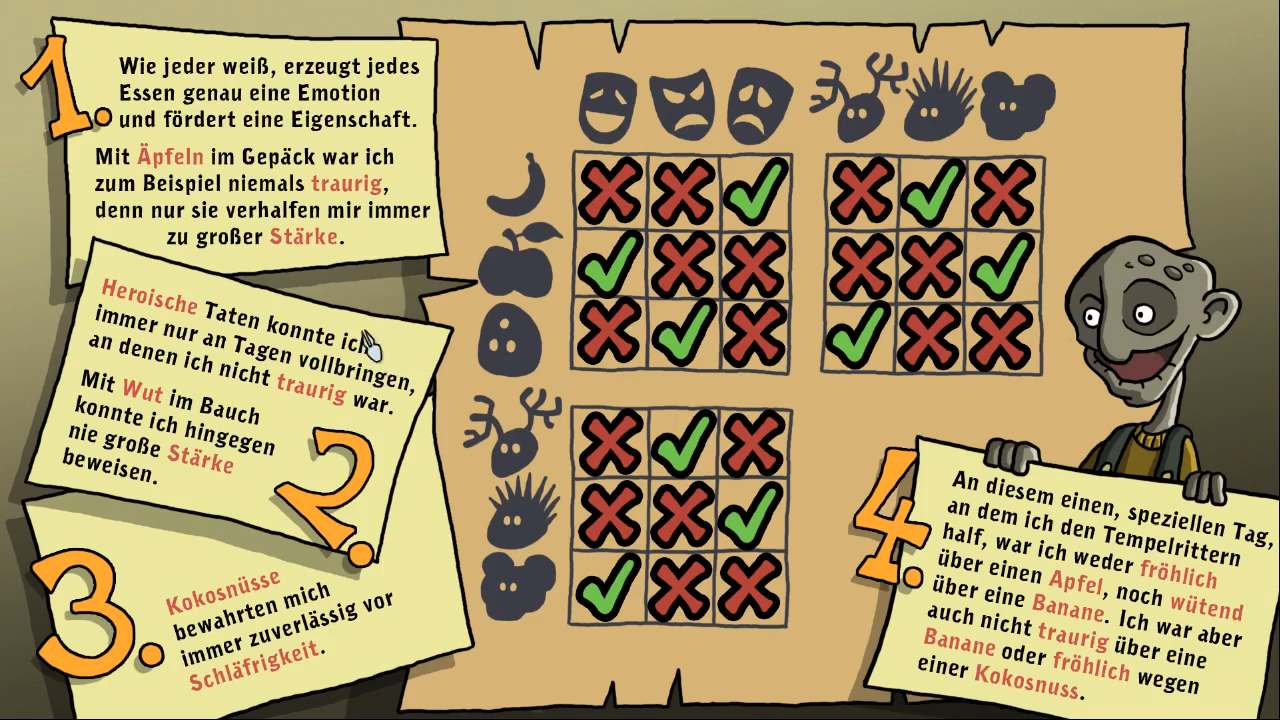 1.
Wie jeder weiß, erzeugt jedes
Essen genau eine Emotion
und fördert eine Eigenschaft.
Mit Äpfeln im Gepäck war ich
zum Beispiel niemals traurig,
denn nur sie verhalfen mir immer
zu großer Stärke.
Heroische Taten konnte ich
immer nur an Tagen vollbringen,
an denen ich nicht traurig war.
Mit Wut im Bauch
konnte ich hingegen
nie große Stärke
beweisen.
2.
3.
Kokosnüsse
bewahrten mich
immer zuverlässig vor
Schläfrigkeit.
4.
An diesem einen, speziellen Tag,
an dem ich den Tempelrittern
half, war ich weder fröhlich
über einen Apfel, noch wütend
über eine Banane. Ich war aber
auch nicht traurig über eine
Banane oder fröhlich wegen
einer Kokosnuss.